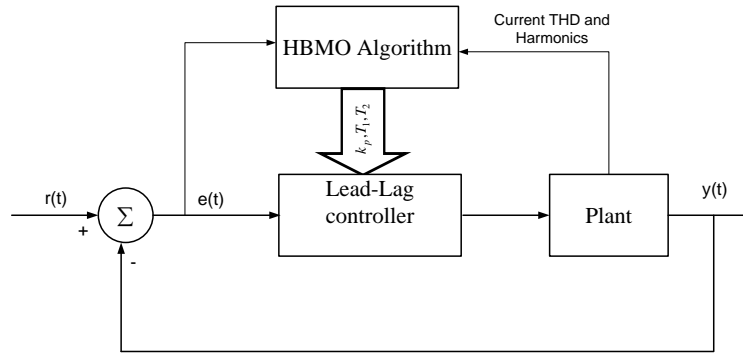 Current THD and
Harmonics
HBMO Algorithm
k_p,T_1,T_2
r(t)
+
Σ
-
e(t)
Lead-Lag
controller
Plant
y(t)